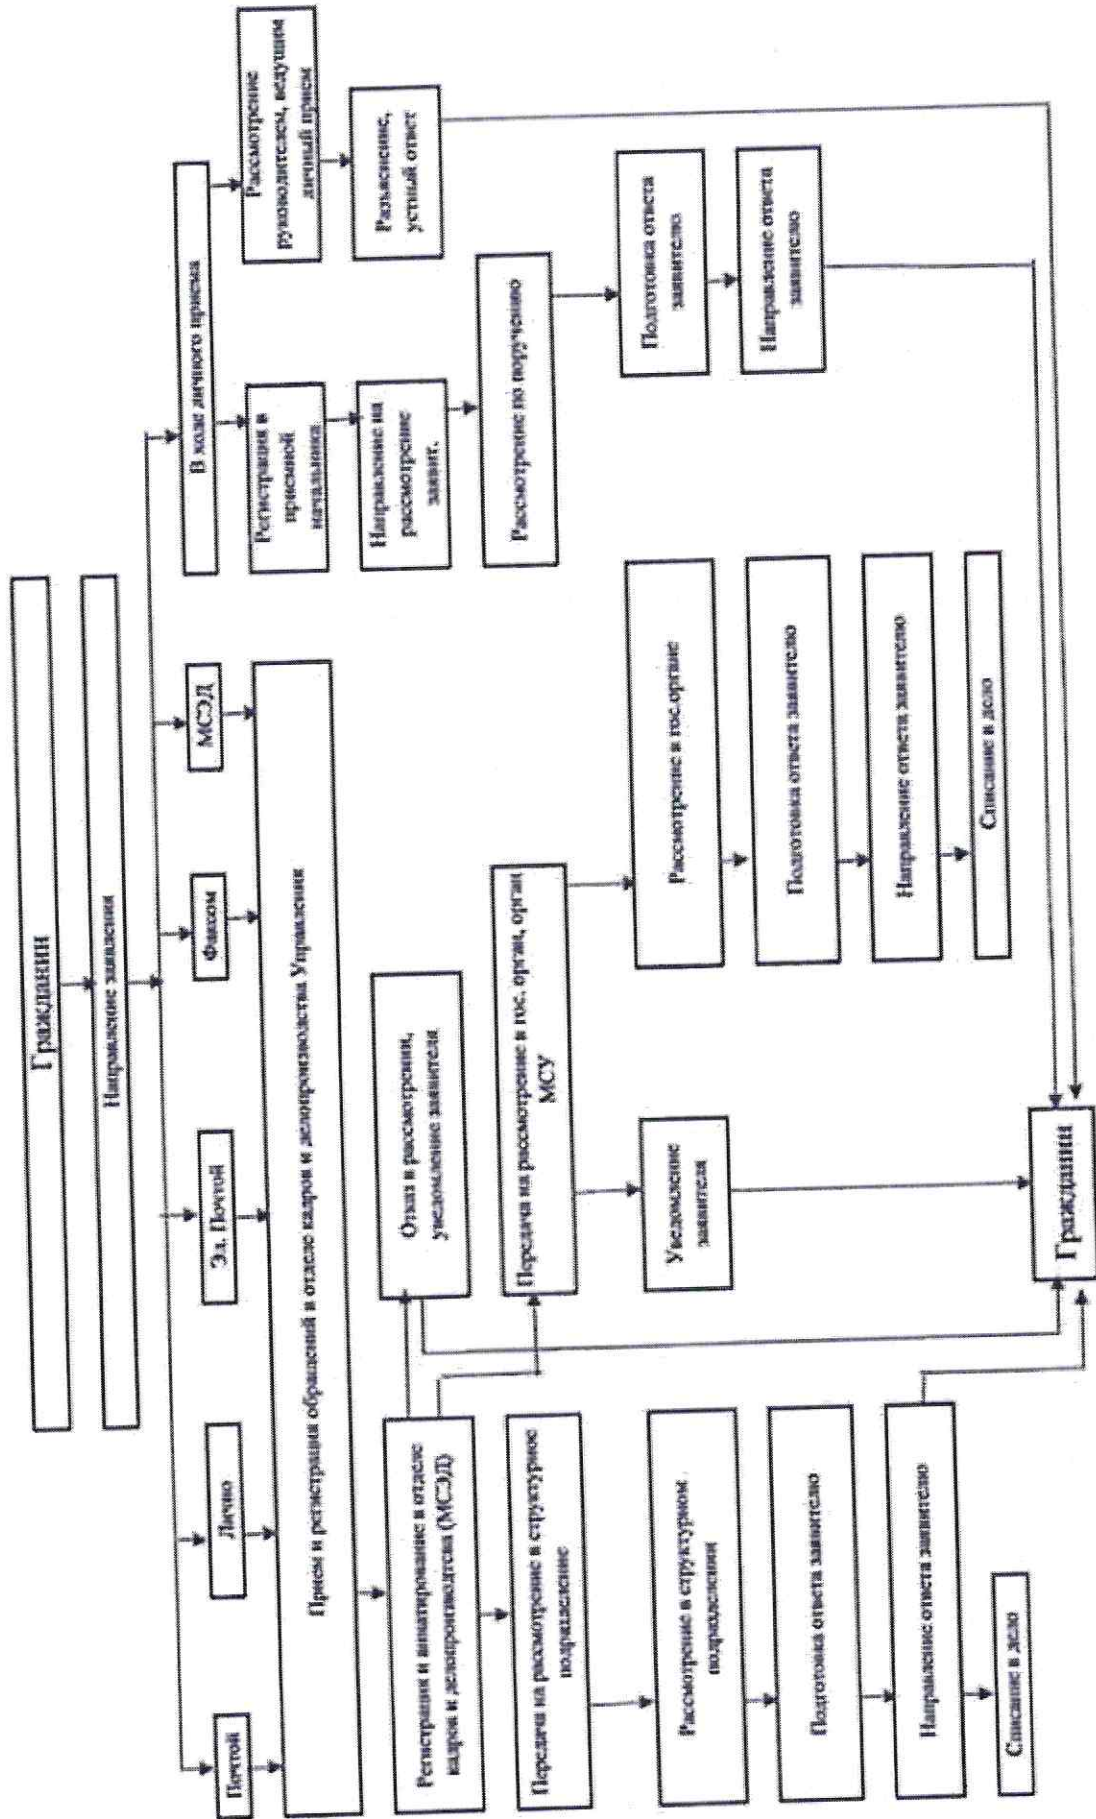 Гражданин
Направление заявления
Почтой
Лично
Эл. Почтой
Факсом
МСЭД
В ходе личного приема
Прием и регистрация обращений в отделе кадров и делопроизводства Управления
Регистрация в
приемной
начальника
Рассмотрение
руководителем, ведущим
личный прием
Регистрация и
в отделе
кадров и делопроизводства (МСЭД)
Отказ в рассмотрении,
уведомление заявителя
Направление на
рассмотрение
заявит.
Разъяснение,
устный ответ
Передача на рассмотрение в структурное
подразделение
Передача на рассмотрение в гос. орган, орган
МСУ
Рассмотрение по поручению
Рассмотрение в структурном
подразделении
Уведомление
заявителя
Рассмотрение в гос.органе
Подготовка ответа
заявителю
Подготовка ответа заявителю
Подготовка ответа заявителю
Направление ответа
заявителю
Направление ответа заявителю
Направление ответа заявителю
Списание в дело
Списание в дело
Гражданин